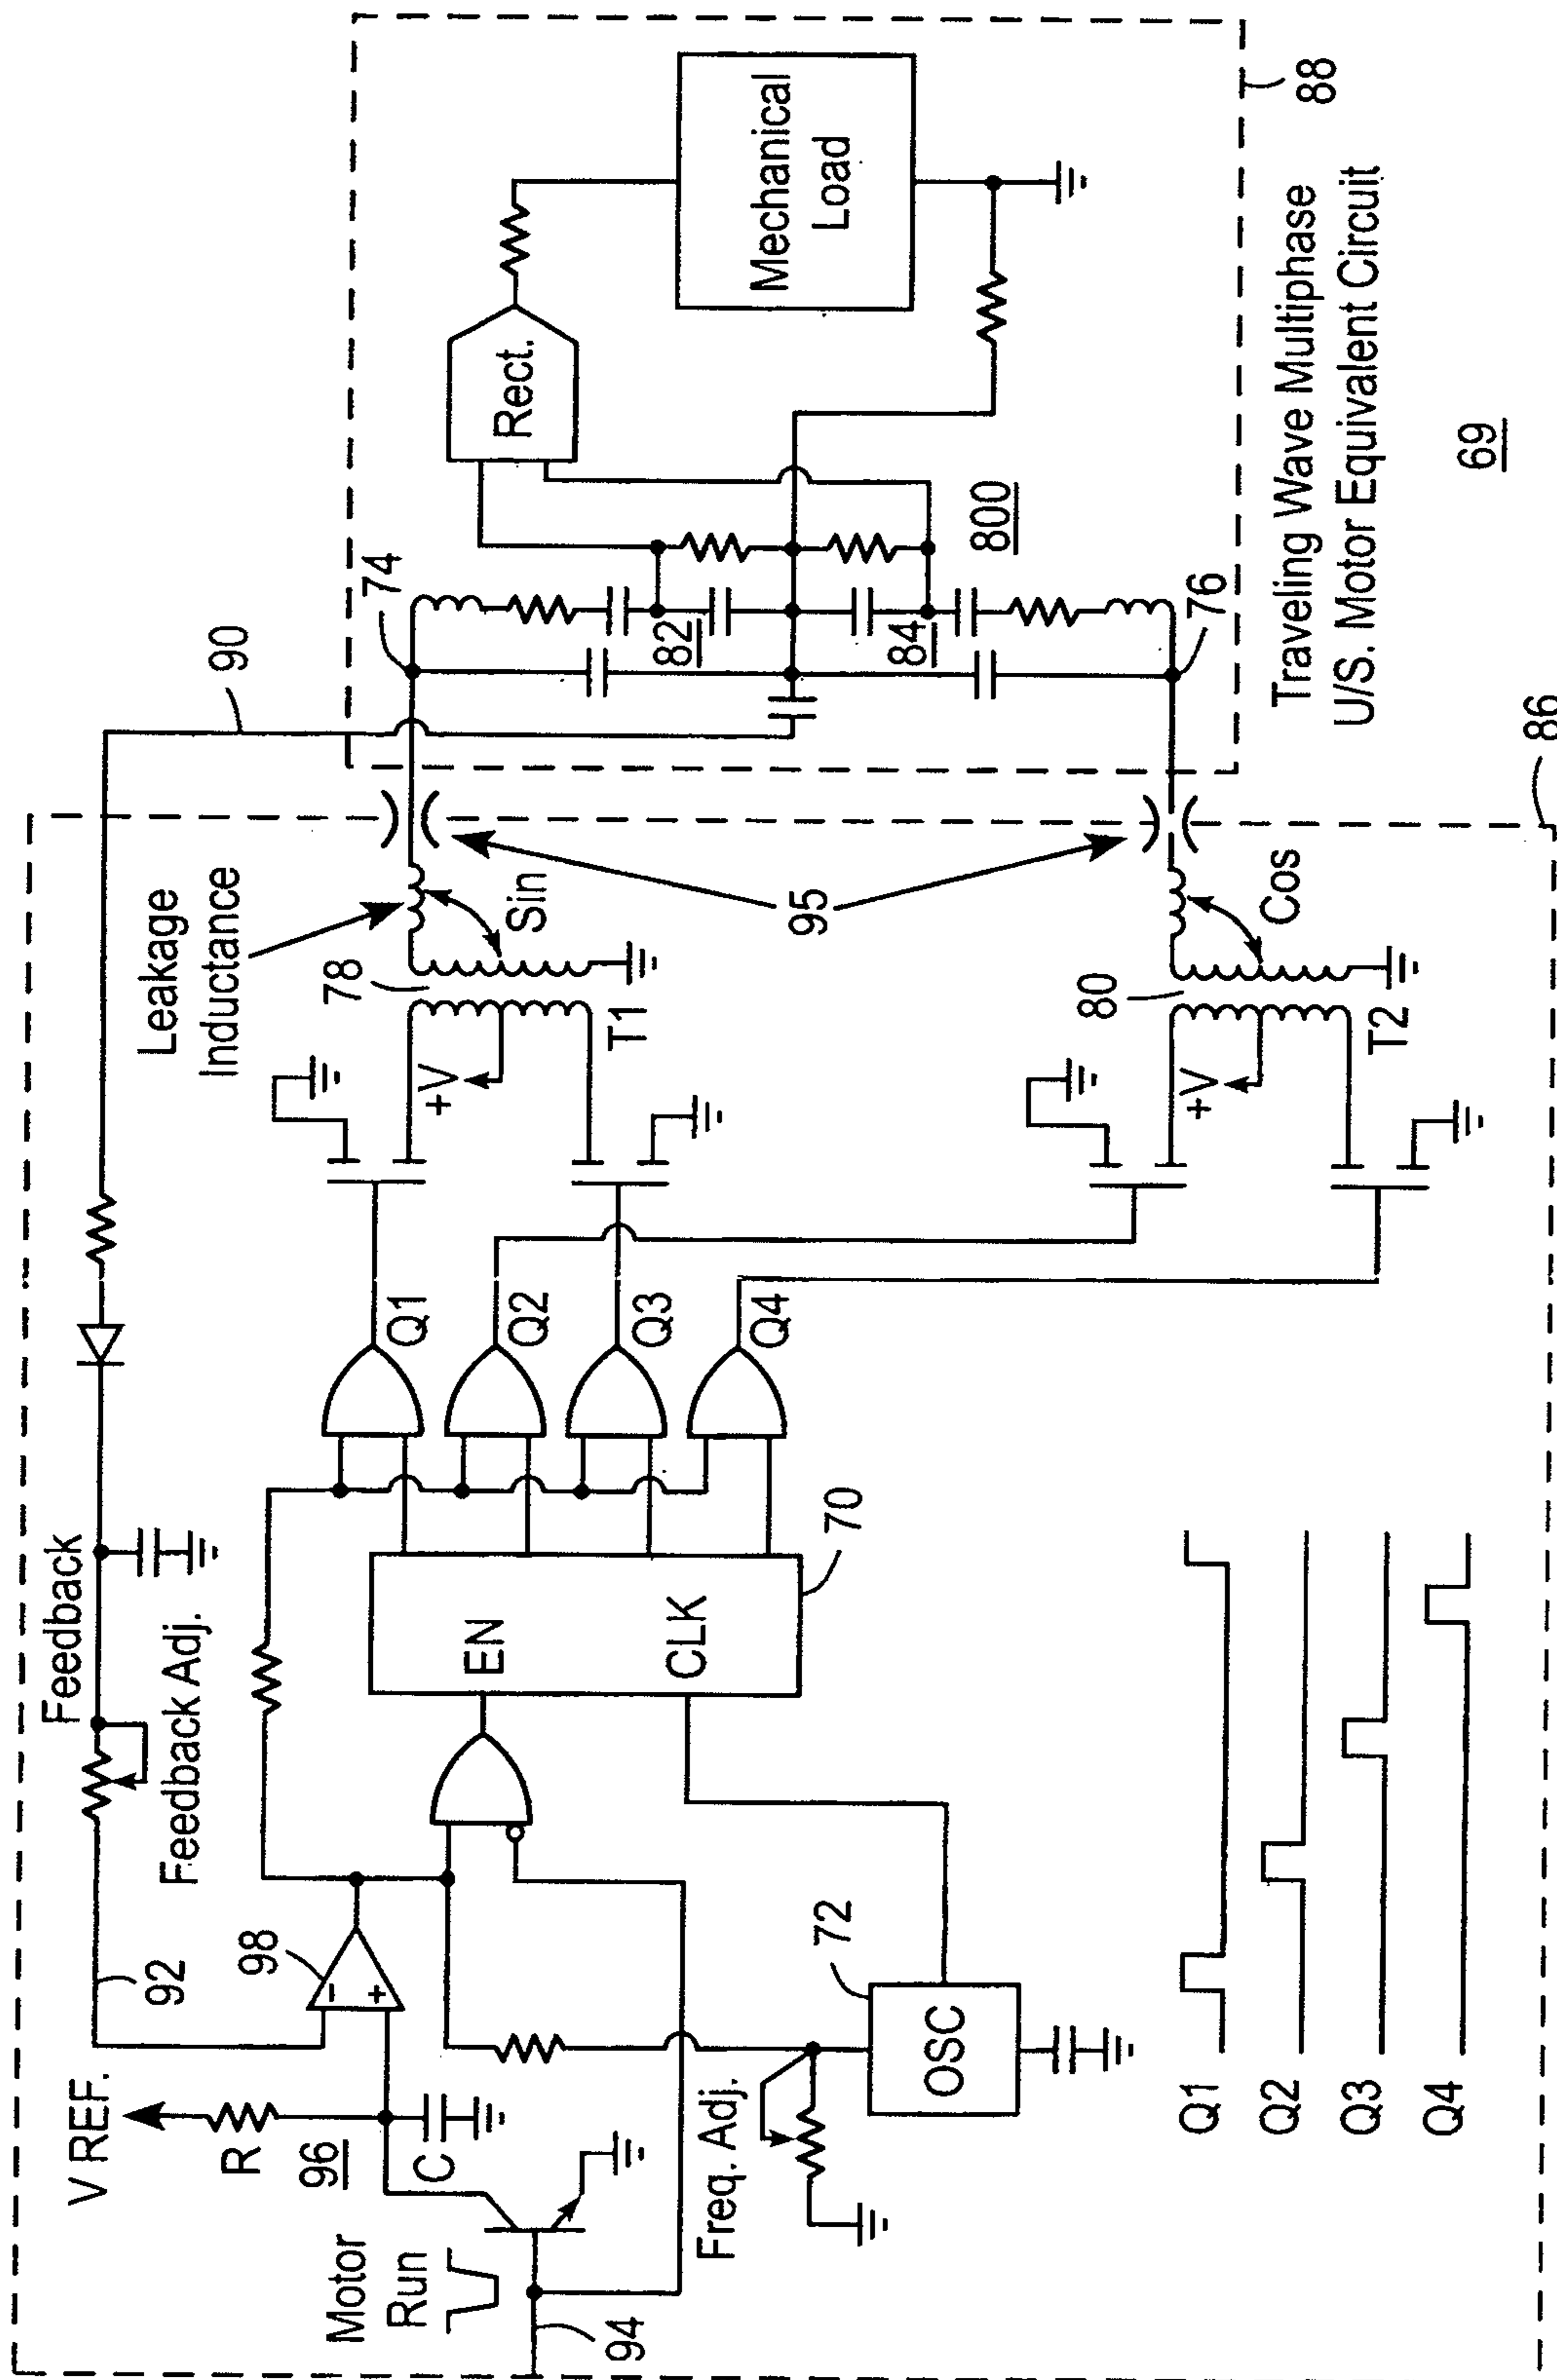 90
74
82
84
800
76
Rect.
Mechanical
Load
88
Traveling Wave Multiphase
U/S. Motor Equivalent Circuit
69
86
Leakage
Inductance
78
Sin
95
Cos
80
T1
T2
+V
+V
Feedback
Feedback Adj.
Q1
Q2
Q3
Q4
EN
CLK
70
92
98
-
+
V REF.
R
96
C
Motor
Run
94
Freq. Adj.
72
OSC
Q1
Q2
Q3
Q4